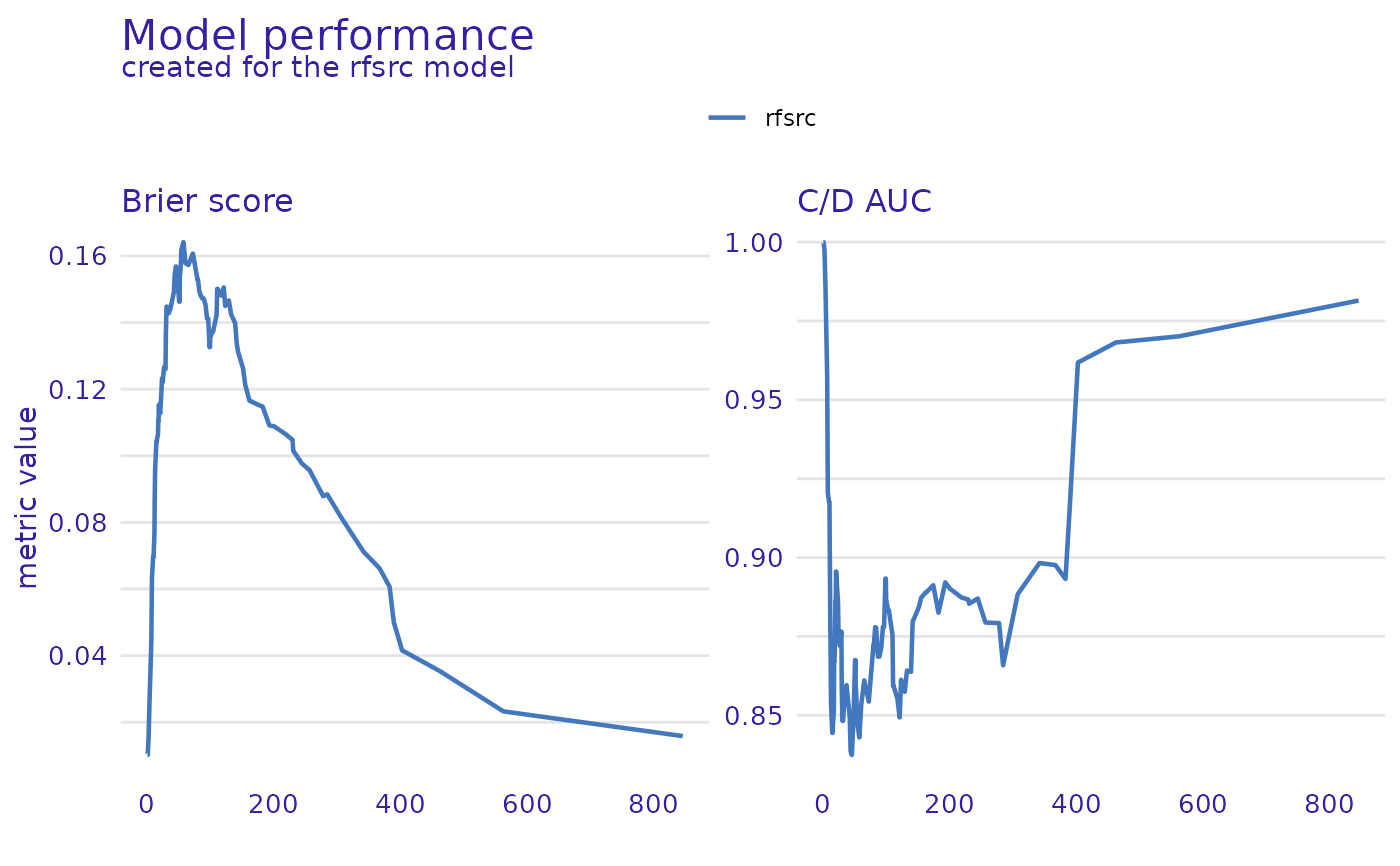 Model performance
created for the rfsrc model
rfsrc
Brier score
C/D AUC
metric value
0.16
0.12
0.08
0.04
1.00
0.95
0.90
0.85
0 200 400 600 800
0 200 400 600 800